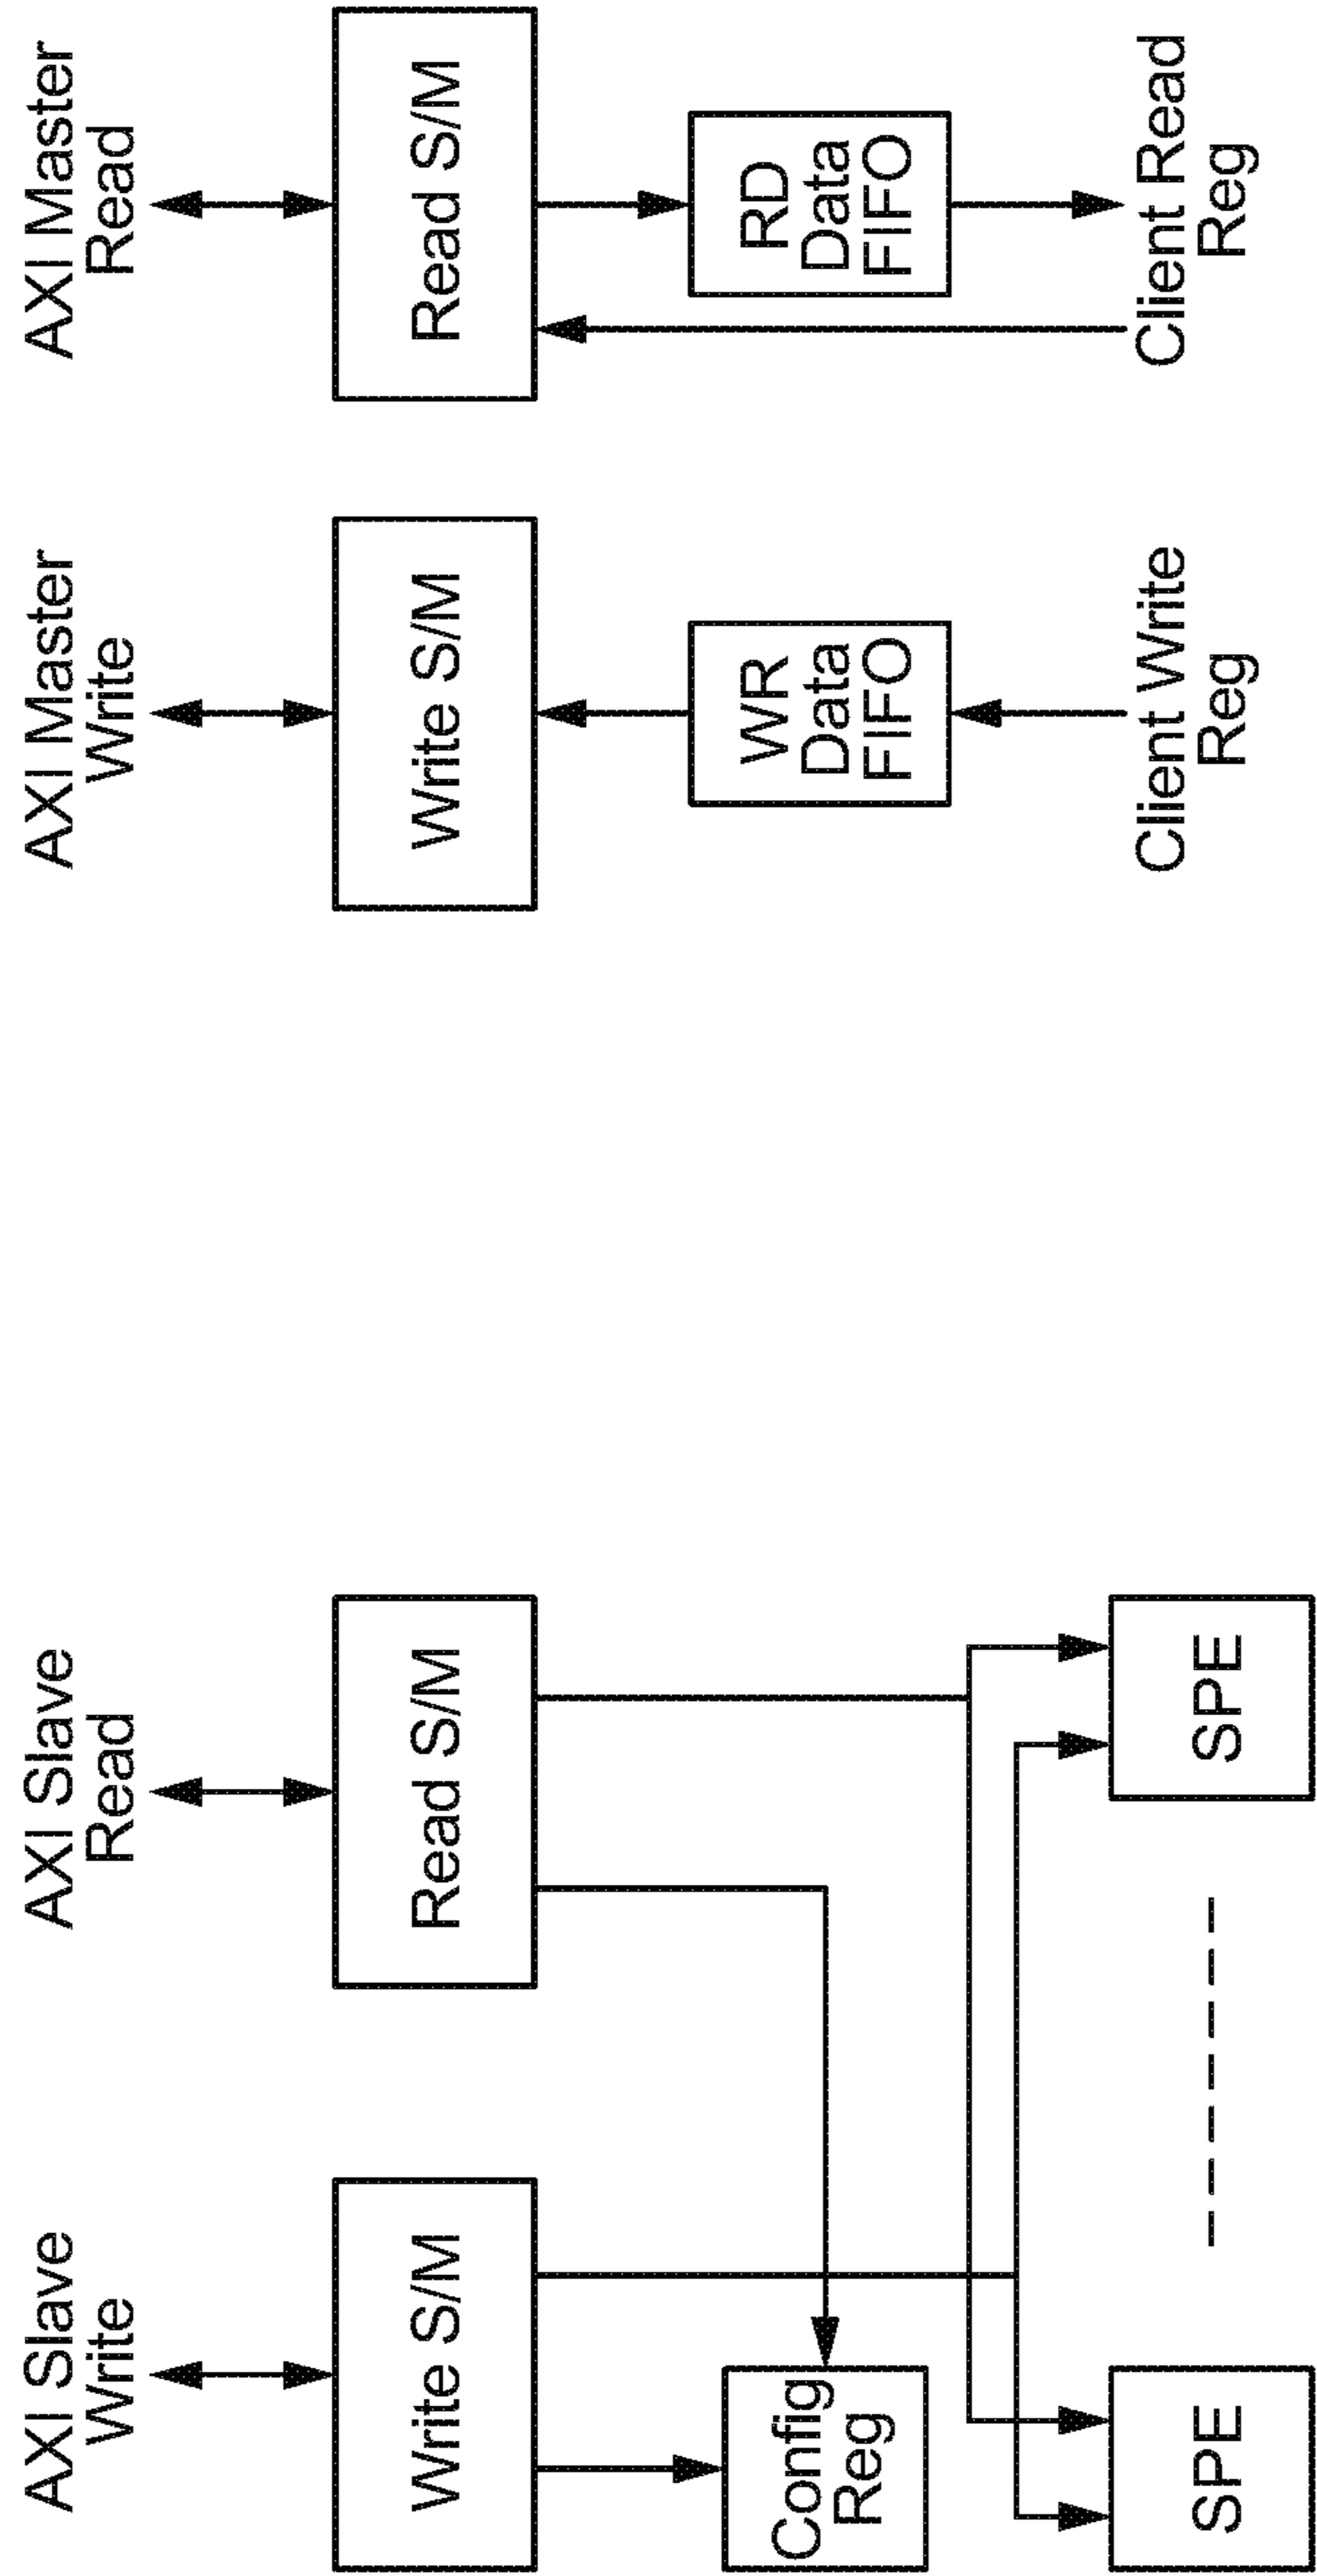 AXI Slave
Write
AXI Slave
Read
AXI Master
Write
AXI Master
Read
Write S/M
Read S/M
Write S/M
Read S/M
Config
Reg
WR
Data
FIFO
RD
Data
FIFO
SPE
SPE
Client Write
Reg
Client Read
Reg